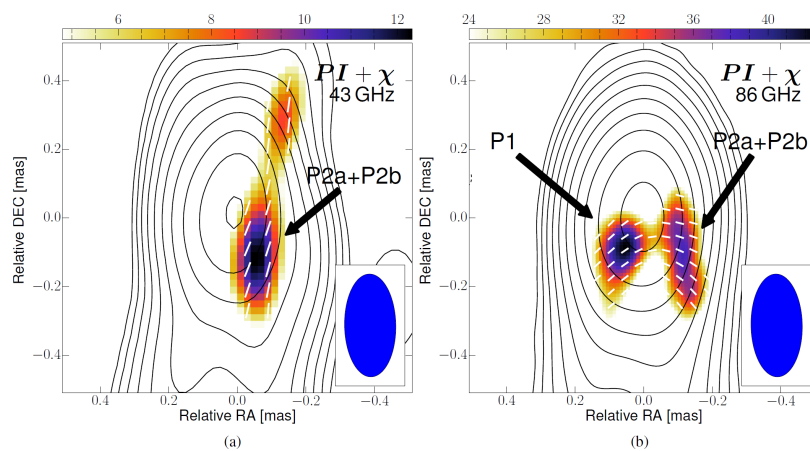 6 8 10 12
PI + χ
43 GHz
P2a+P2b
Relative DEC [mas]
0.4
0.2
0.0
−0.2
−0.4
0.4 0.2 0.0 −0.2 −0.4
Relative RA [mas]
(a)
24 28 32 36 40
PI + χ
86 GHz
P1
P2a+P2b
Relative DEC [mas]
0.4
0.2
0.0
−0.2
−0.4
0.4 0.2 0.0 −0.2 −0.4
Relative RA [mas]
(b)